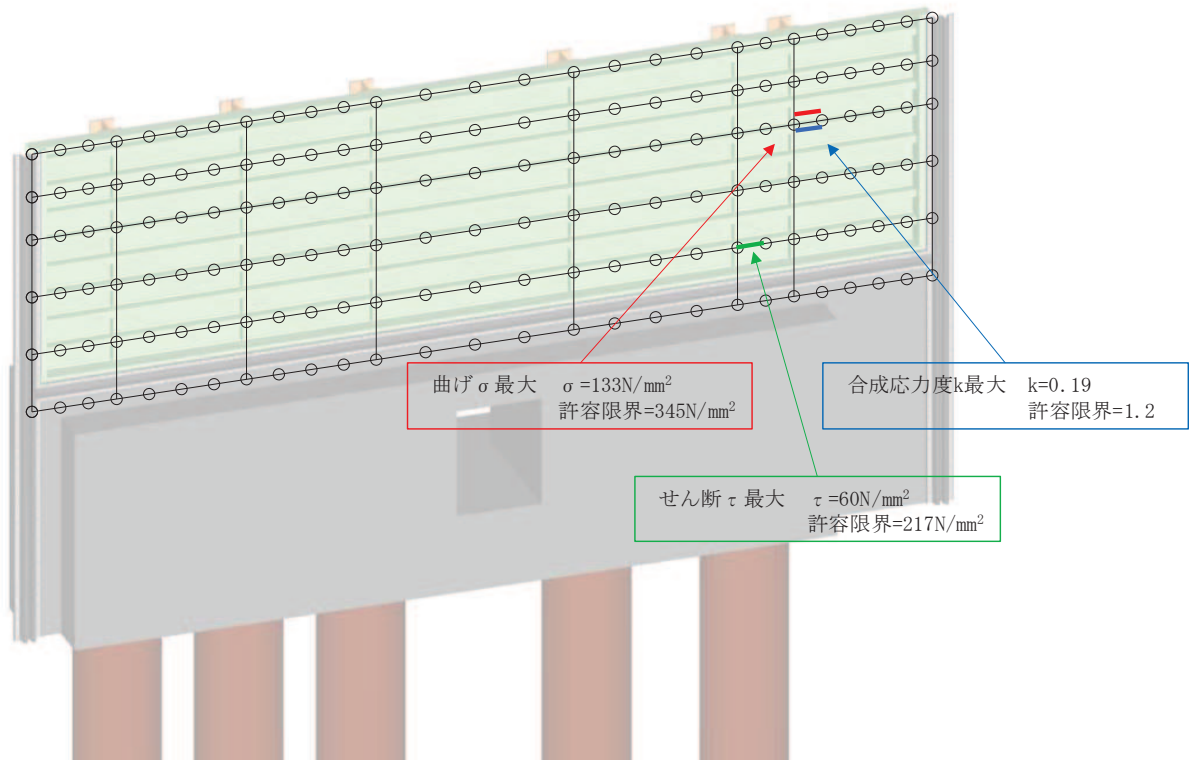 曲げσ最大　σ=133N/mm²
許容限界=345N/mm²
合成応力度k最大　k=0.19
許容限界=1.2
せん断τ最大　τ=60N/mm²
許容限界=217N/mm²